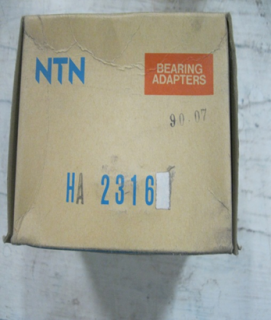 NTN
BEARING
ADAPTERS
90.07
HA 2316